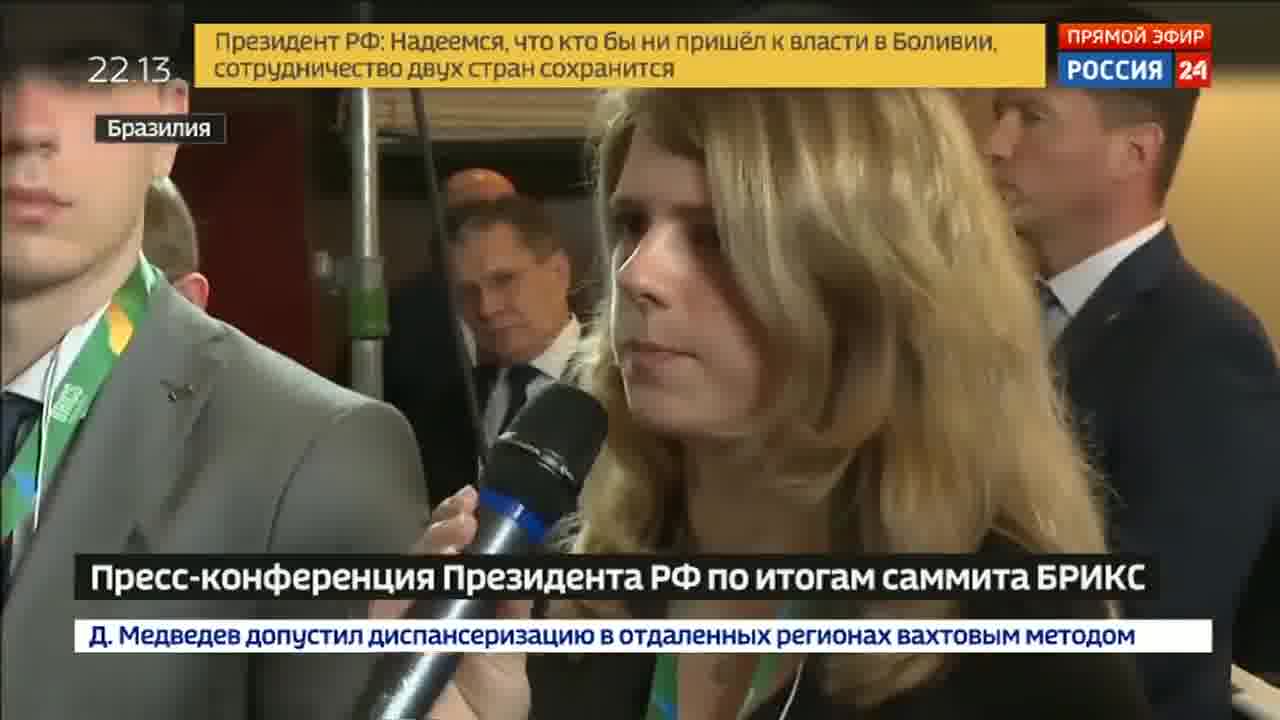 22:13
Президент РФ: Надеемся, что кто бы ни пришёл к власти в Боливии,
сотрудничество двух стран сохранится
ПРЯМОЙ ЭФИР
РОССИЯ 24
Бразилия
BRICS
Пресс-конференция Президента РФ по итогам саммита БРИКС
Д. Медведев допустил диспансеризацию в отдаленных регионах вахтовым методом